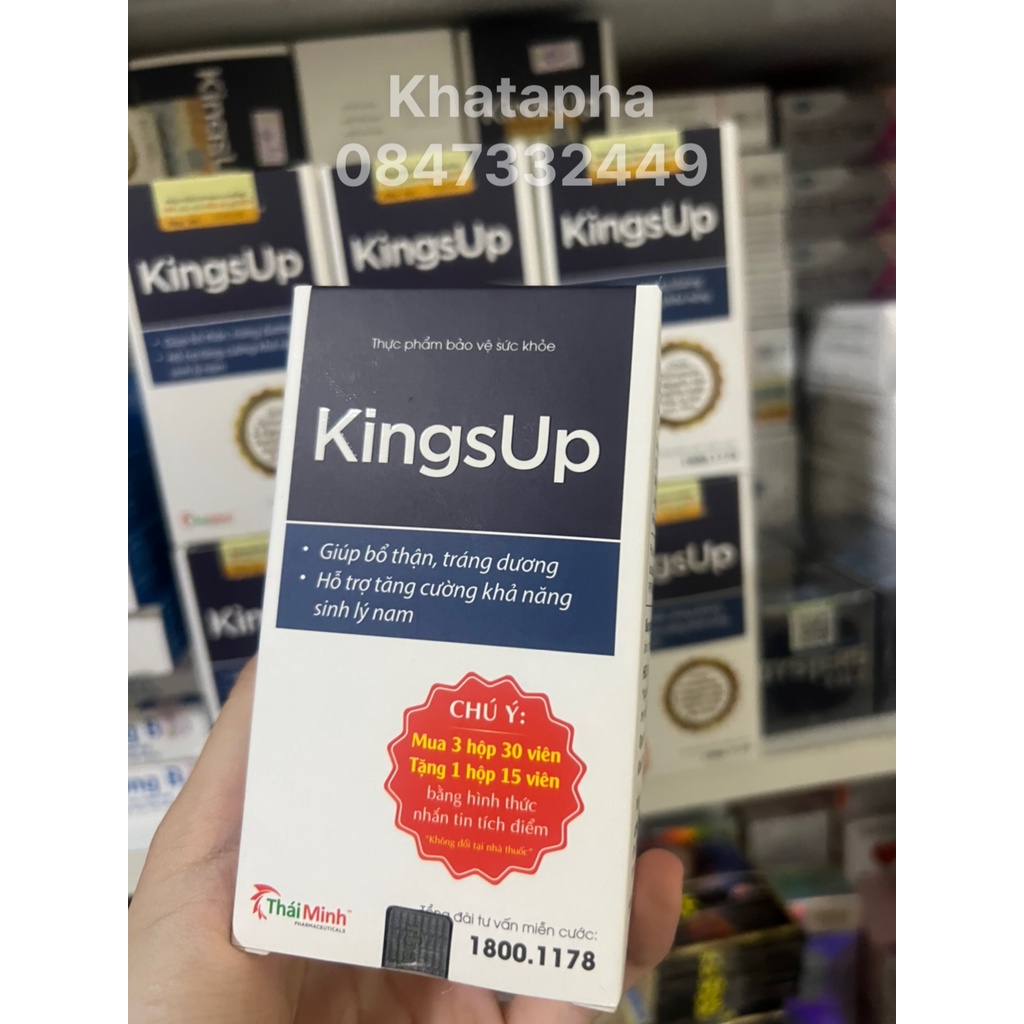 Khatapha
0847332449
KingsUp
KingsUp
KingsUp
Thực phẩm bảo vệ sức khỏe
KingsUp
• Giúp bổ thận, tráng dương
• Hỗ trợ tăng cường khả năng
sinh lý nam
CHÚ Ý:
Mua 3 hộp 30 viên
Tặng 1 hộp 15 viên
bằng hình thức
nhắn tin tích điểm
"Không đổi tại nhà thuốc"
Thái Minh
PHARMACEUTICALS
Tổng đài tư vấn miễn cước:
1800.1178